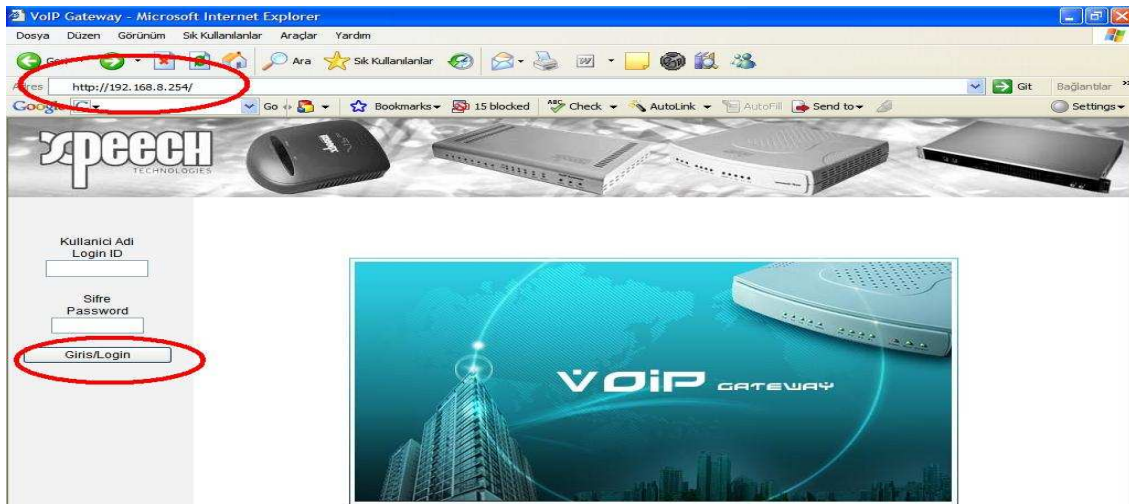 VoIP Gateway - Microsoft Internet Explorer
Dosya Düzen Görünüm Sık Kullanılanlar Araçlar Yardım
Ara Sık Kullanılanlar
http://192.168.8.254/ Git Bağlantılar »
Google Go Bookmarks 15 blocked Check AutoLink AutoFill Send to Settings
xpeech
TECHNOLOGIES
Kullanici Adi
Login ID
Sifre
Password
Giris/Login
VOiP GATEWAY